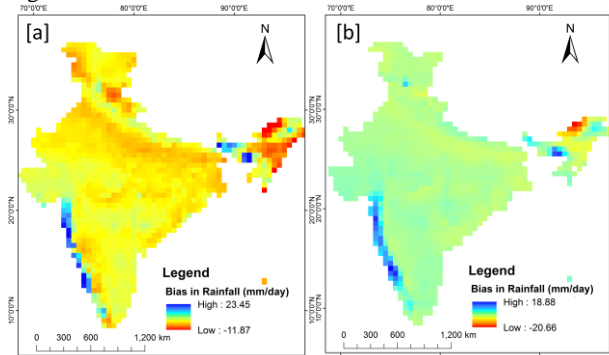 70°0'0"E 80°0'0"E 90°0'0"E
[a]
N
30°0'0"N
20°0'0"N
10°0'0"N
Legend
Bias in Rainfall (mm/day)
High : 23.45
Low : -11.87
0 300 600 1,200 km
70°0'0"E 80°0'0"E 90°0'0"E
[b]
N
30°0'0"N
20°0'0"N
10°0'0"N
Legend
Bias in Rainfall (mm/day)
High : 18.88
Low : -20.66
0 300 600 1,200 km